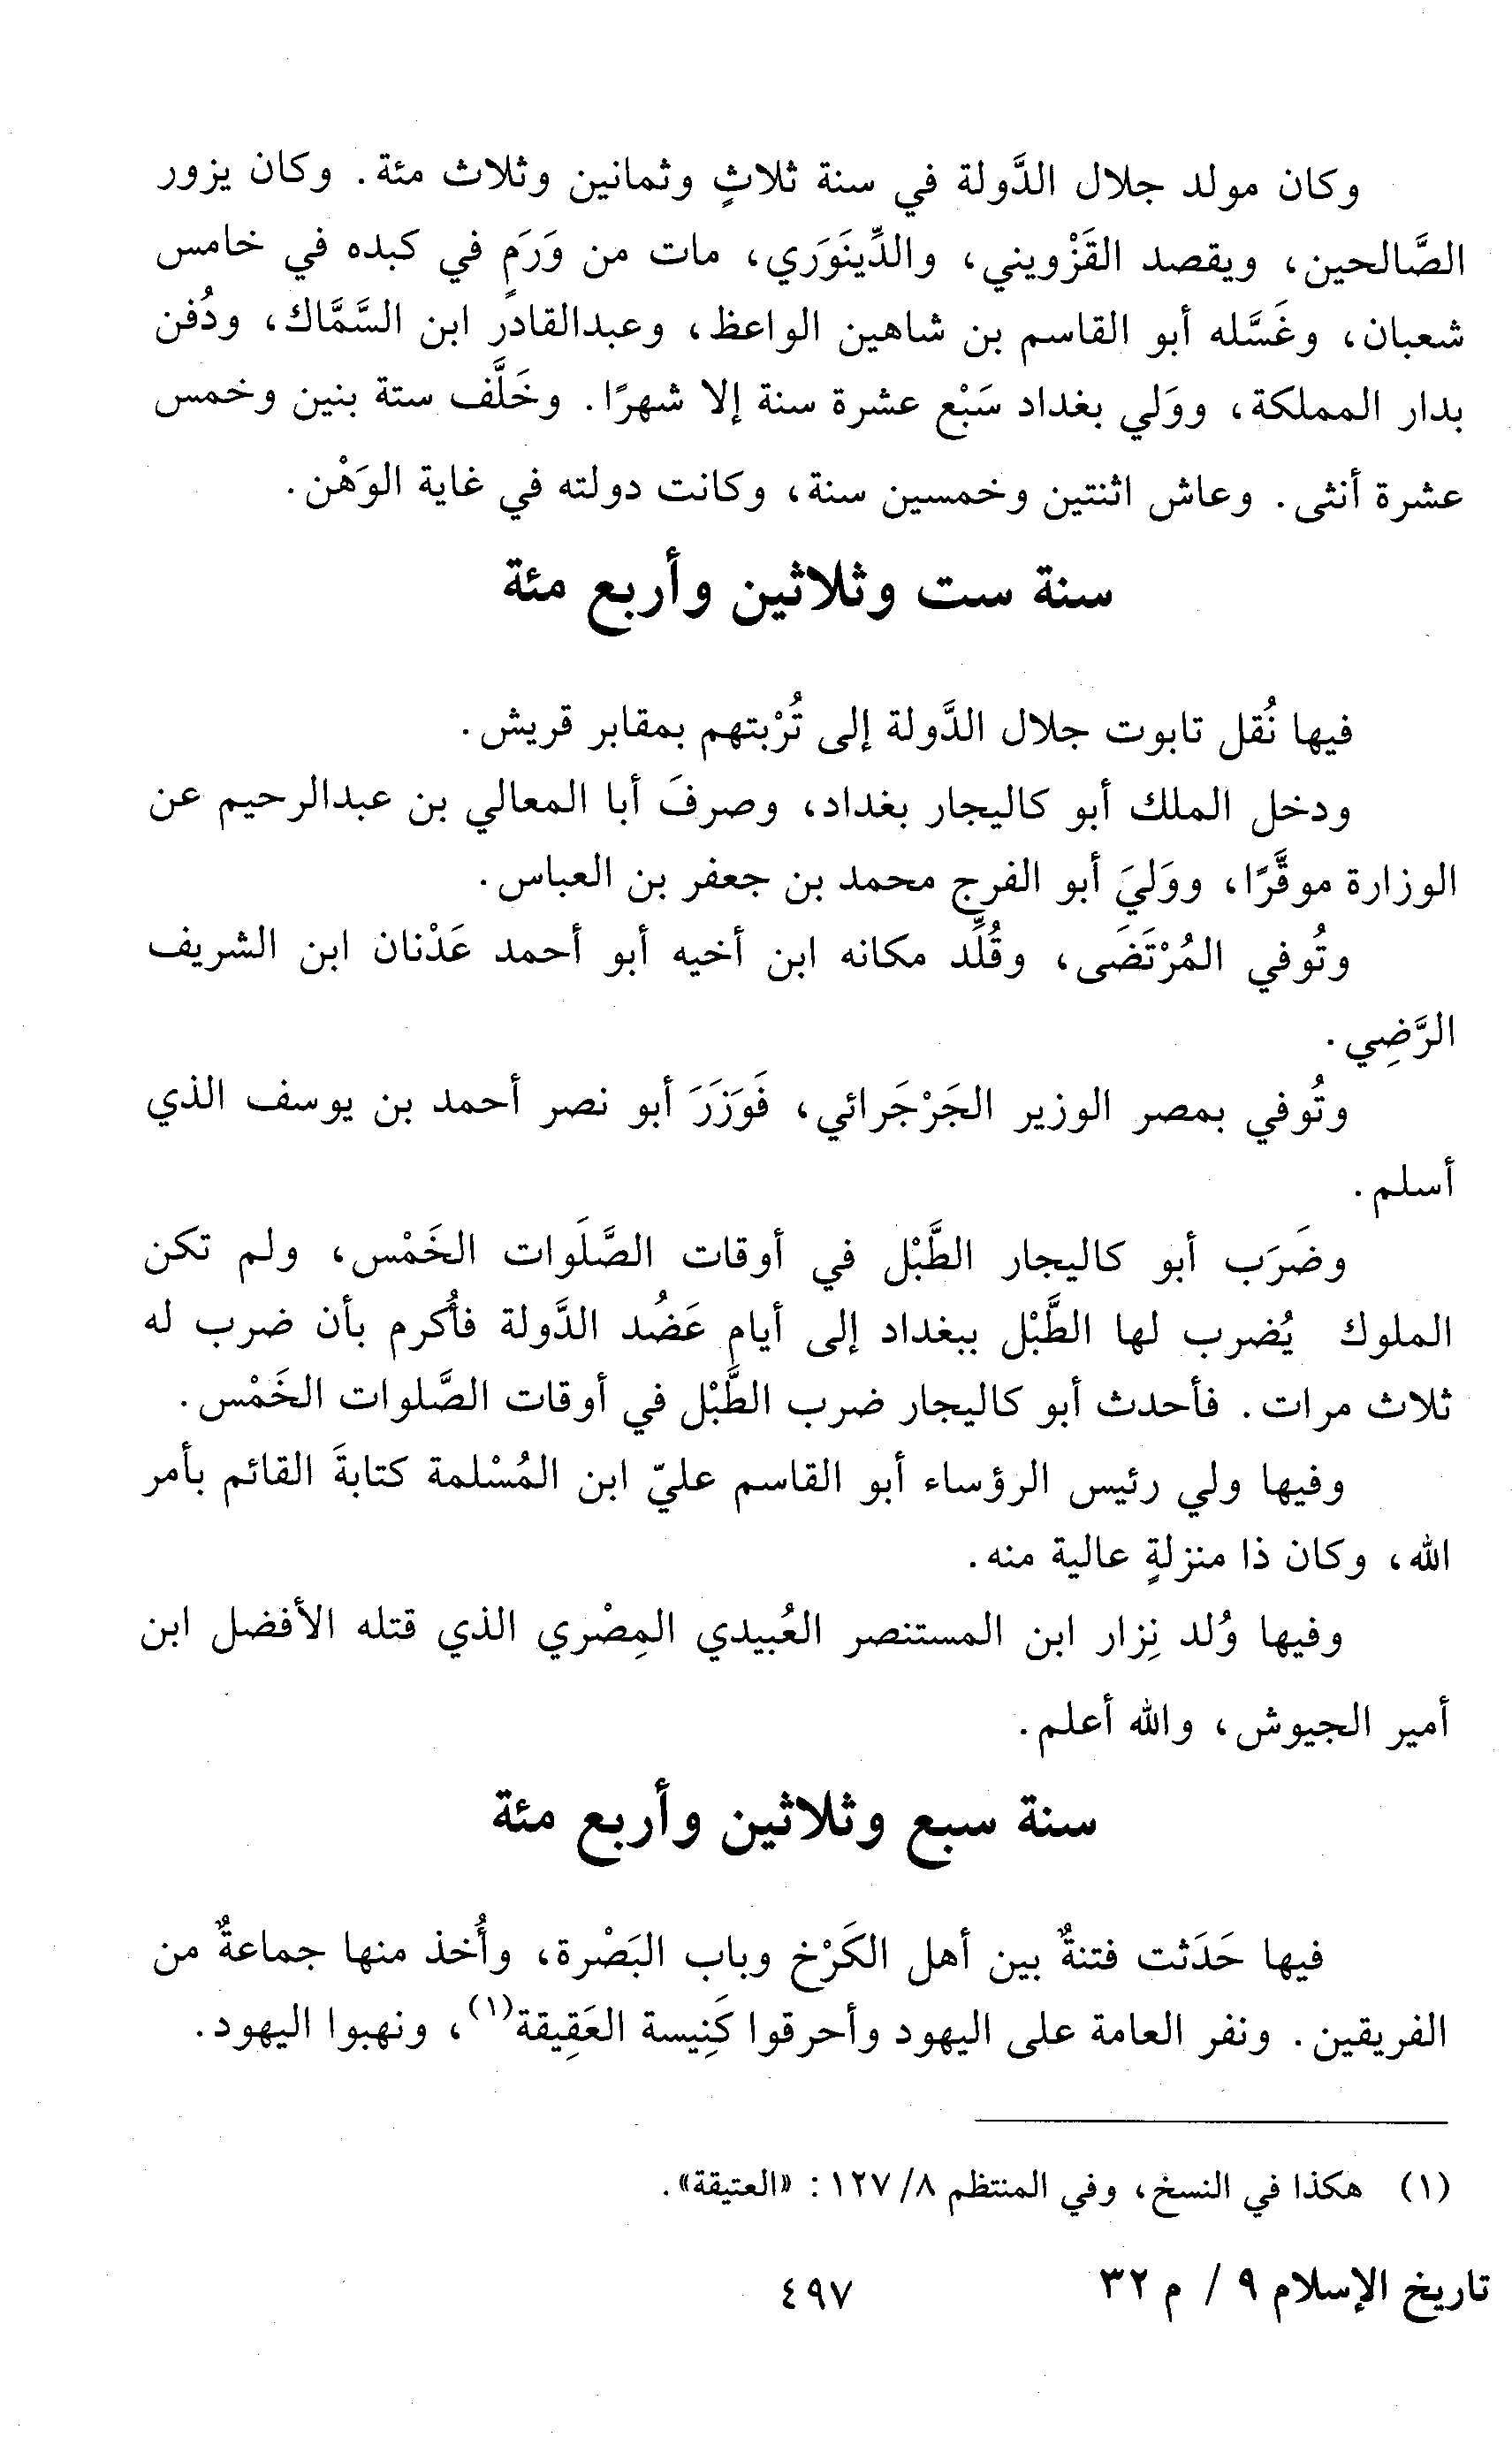 وكان مولد جلال الدَّولة في سنة ثلاثٍ وثمانين وثلاث مئة. وكان يزور
الصَّالحين، ويقصد القَزْويني، والدِّينَوَري، مات من وَرَمٍ في كبده في خامس
شعبان، وغَسَّله أبو القاسم بن شاهين الواعظ، وعبدالقادر ابن السَّمَّاك، ودُفن
بدار المملكة، ووَلي بغداد سَبْع عشرة سنة إلا شهرًا. وخَلَّف ستة بنين وخمس
عشرة أنثى. وعاش اثنتين وخمسين سنة، وكانت دولته في غاية الوَهْن.
سنة ست وثلاثين وأربع مئة
فيها نُقل تابوت جلال الدَّولة إلى تُرْبتهم بمقابر قريش.
ودخل الملك أبو كاليجار بغداد، وصرفَ أبا المعالي بن عبدالرحيم عن
الوزارة موقَّرًا، ووَليَ أبو الفرج محمد بن جعفر بن العباس.
وتُوفي المُرْتَضَى، وقُلِّد مكانه ابن أخيه أبو أحمد عَدْنان ابن الشريف
الرَّضِي.
وتُوفي بمصر الوزير الجَرْجَرائي، فَوَزَرَ أبو نصر أحمد بن يوسف الذي
أسلم.
وضَرَب أبو كاليجار الطَّبْل في أوقات الصَّلَوات الخَمْس، ولم تكن
الملوك يُضرب لها الطَّبْل ببغداد إلى أيام عَضُد الدَّولة فأُكرم بأن ضرب له
ثلاث مرات. فأحدث أبو كاليجار ضرب الطَّبْل في أوقات الصَّلوات الخَمْس.
وفيها ولي رئيس الرؤساء أبو القاسم عليّ ابن المُسْلمة كتابةَ القائم بأمر
الله، وكان ذا منزلةٍ عالية منه.
وفيها وُلد نِزار ابن المستنصر العُبيدي المِصْري الذي قتله الأفضل ابن
أمير الجيوش، والله أعلم.
سنة سبع وثلاثين وأربع مئة
فيها حَدَثت فتنةٌ بين أهل الكَرْخ وباب البَصْرة، وأُخذ منها جماعةٌ من
الفريقين. ونفر العامة على اليهود وأحرقوا كَنِيسة العَقِيقة(١)، ونهبوا اليهود.
(١) هكذا في النسخ، وفي المنتظم ٨/ ١٢٧: «العتيقة».
تاريخ الإسلام ٩ / م ٣٢
٤٩٧